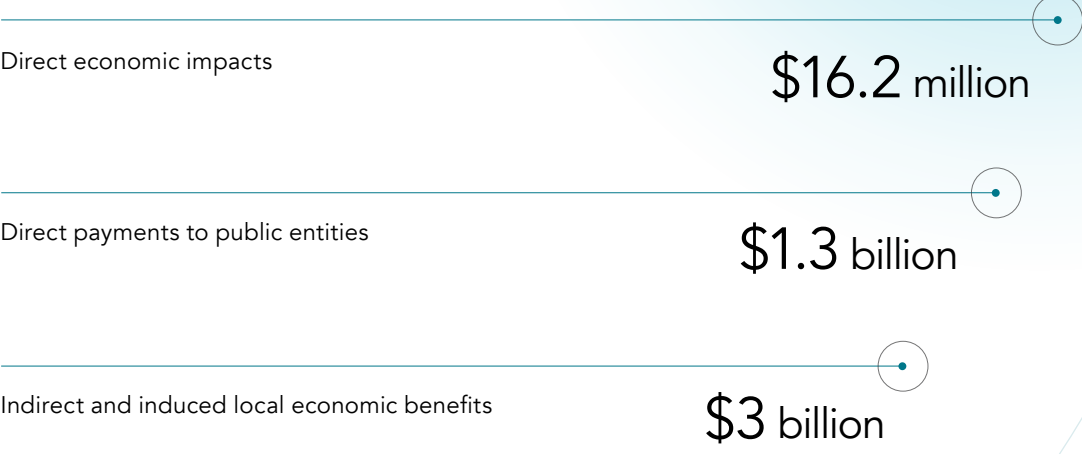 Direct economic impacts
$16.2 million
Direct payments to public entities
$1.3 billion
Indirect and induced local economic benefits
$3 billion